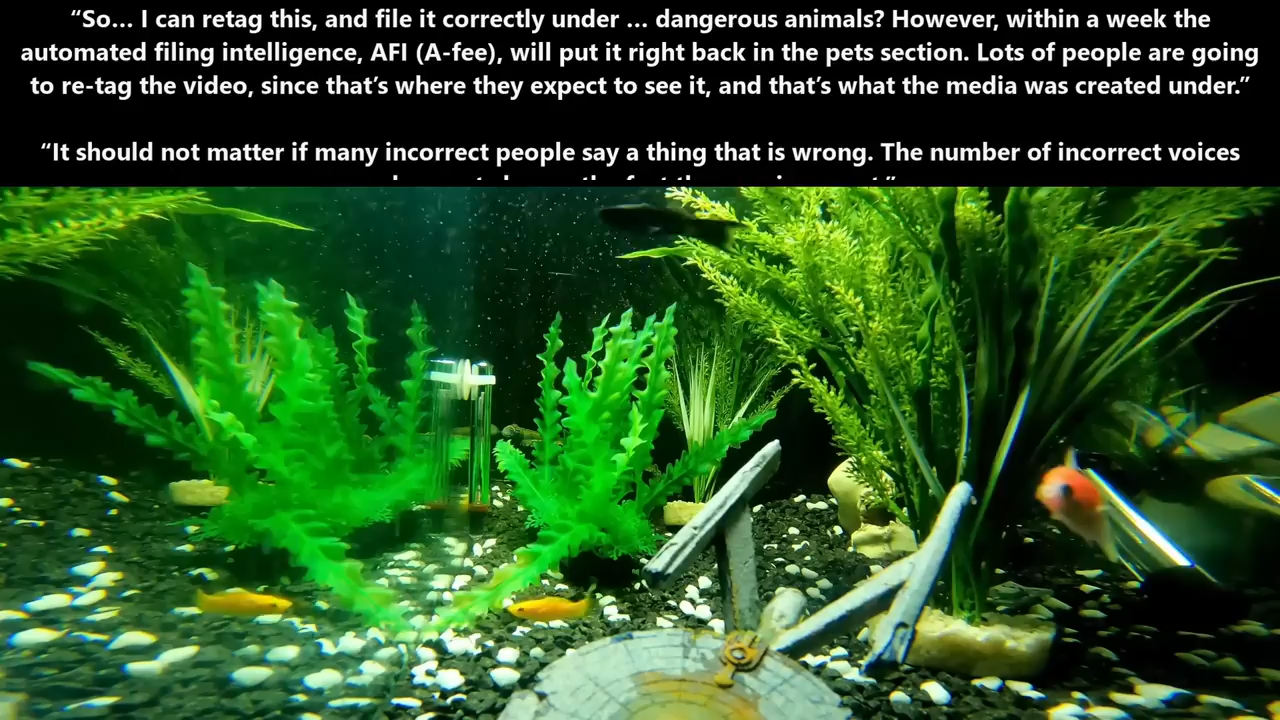 “So... I can retag this, and file it correctly under ... dangerous animals? However, within a week the
automated filing intelligence, AFI (A-fee), will put it right back in the pets section. Lots of people are going
to re-tag the video, since that’s where they expect to see it, and that’s what the media was created under.”
“It should not matter if many incorrect people say a thing that is wrong. The number of incorrect voices